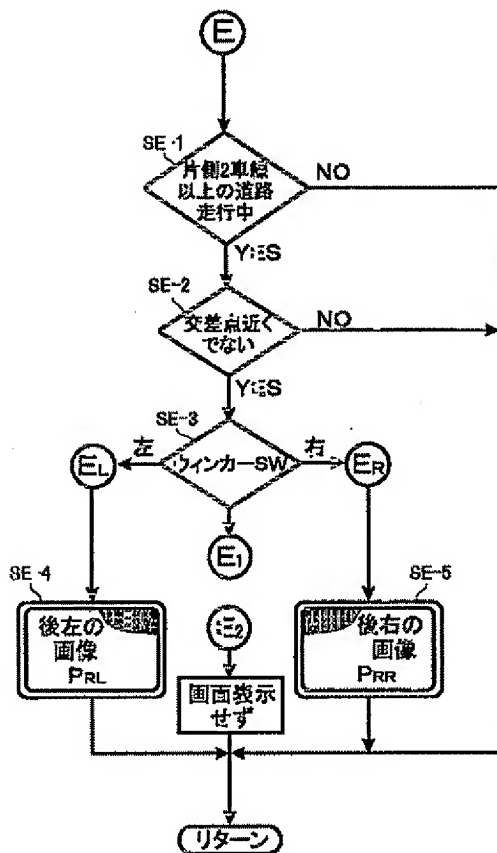 E
SE-1
片側2車線
以上の道路
走行中
NO
YES
SE-2
交差点近く
でない
NO
YES
SE-3
ウィンカーSW
左
右
EL
ER
E1
SE-4
後左の
画像
PRL
E2
画面表示
せず
SE-5
後右の
画像
PRR
リターン